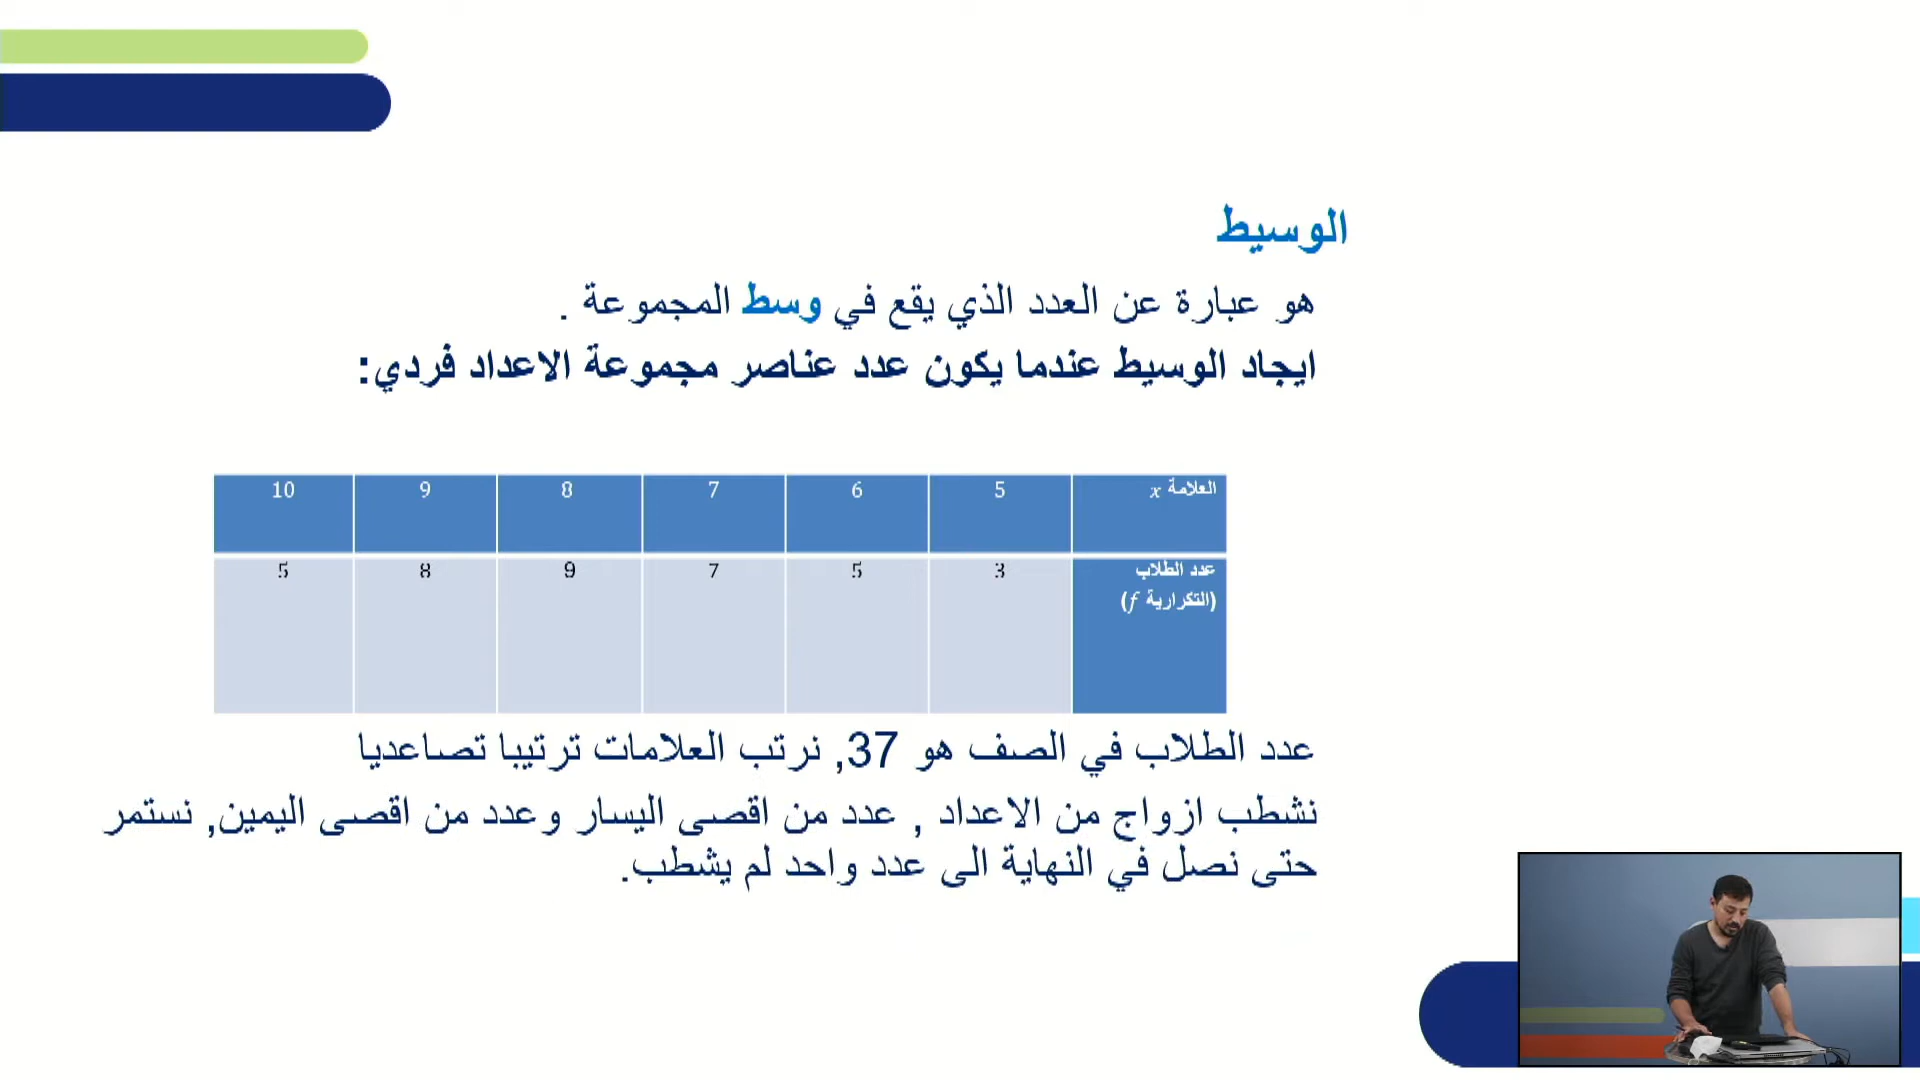 الوسيط
هو عبارة عن العدد الذي يقع في وسط المجموعة .
ايجاد الوسيط عندما يكون عدد عناصر مجموعة الاعداد فردي:
العلامة x 5 6 7 8 9 10
عدد الطلاب 3 5 7 9 8 5
(التكرارية f)
عدد الطلاب في الصف هو 37, نرتب العلامات ترتيبا تصاعديا
نشطب ازواج من الاعداد , عدد من اقصى اليسار وعدد من اقصى اليمين, نستمر
حتى نصل في النهاية الى عدد واحد لم يشطب.